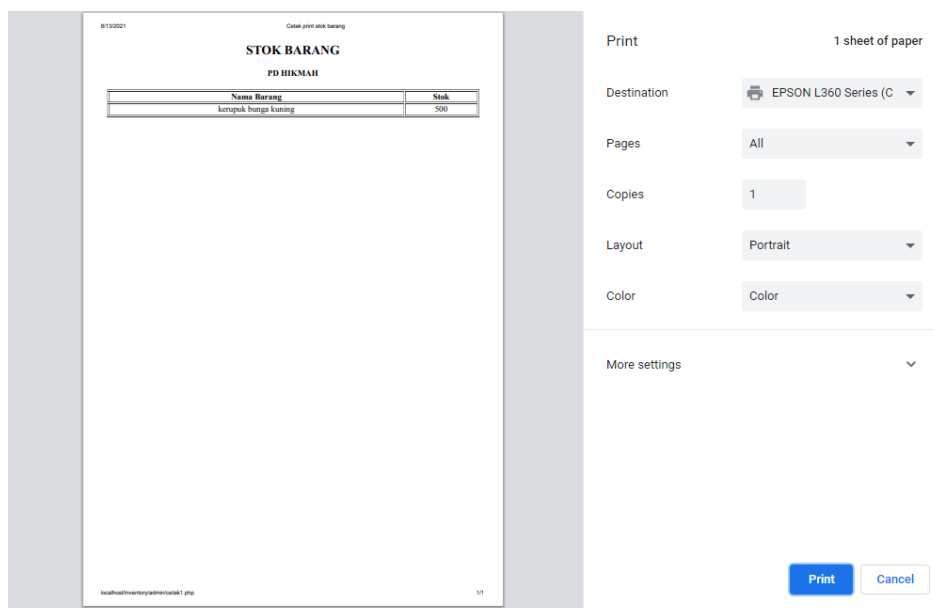 8/13/2021 Cetak print stok barang
STOK BARANG
PD HIKMAH
Nama Barang Stok
kerupuk bunga kuning 500
localhost/inventory/admin/cetak1.php 1/1
Print 1 sheet of paper
Destination EPSON L360 Series (C
Pages All
Copies 1
Layout Portrait
Color Color
More settings
Print Cancel